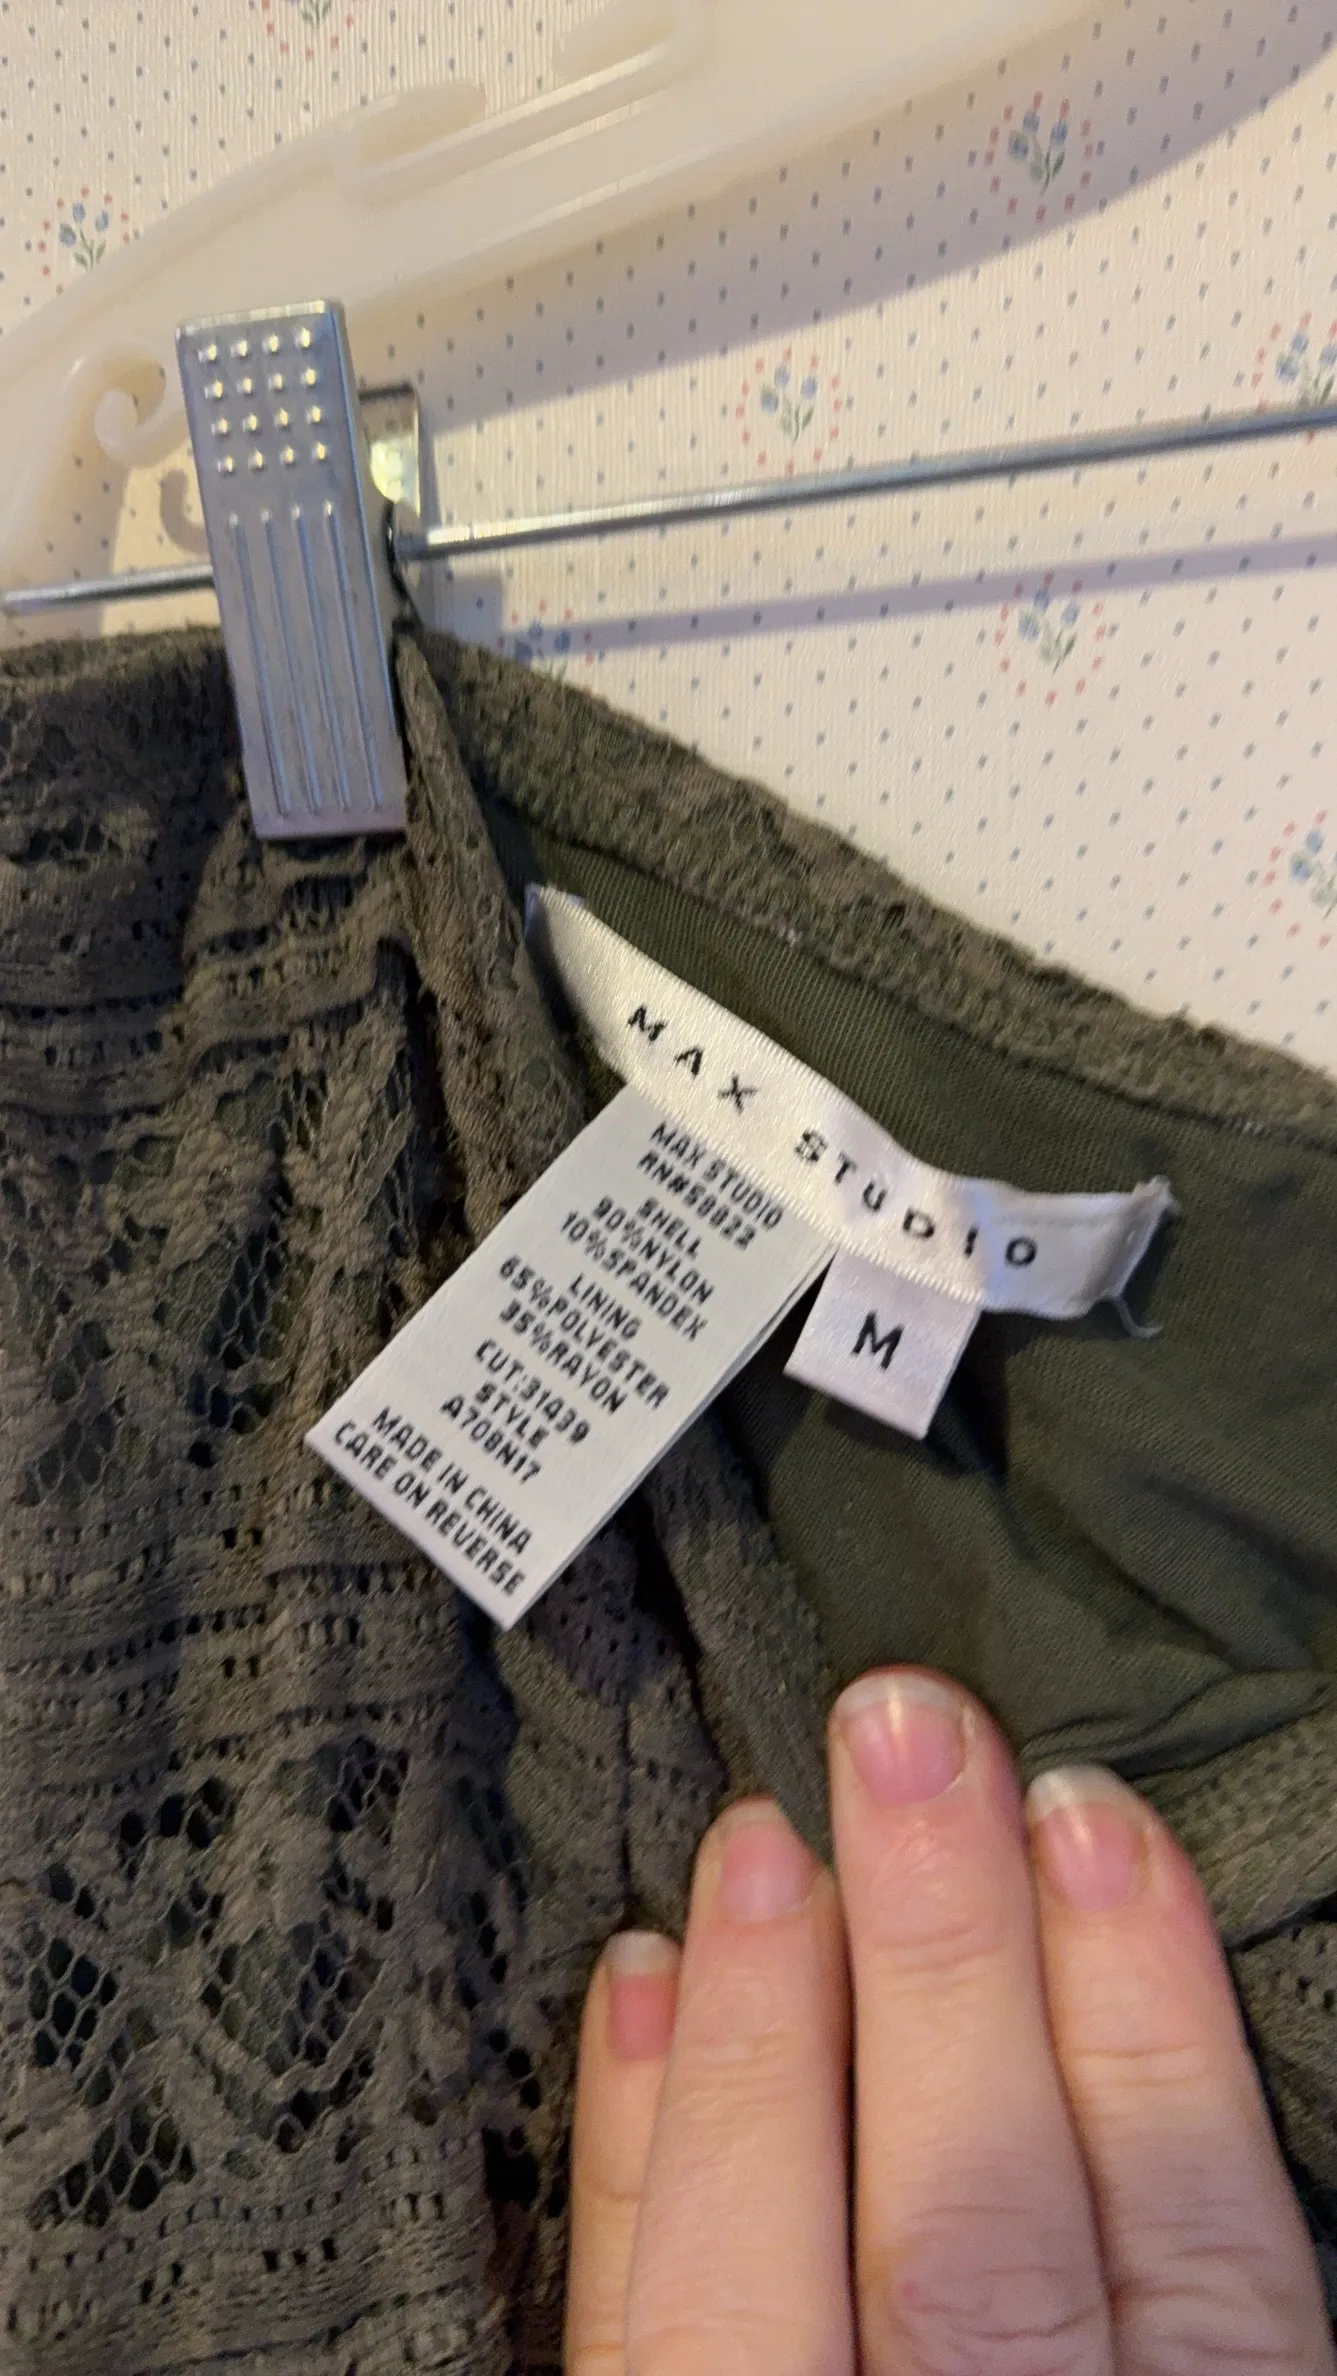 MAX STUDIO
MAX STUDIO
RN#58822
SHELL
90%NYLON
10%SPANDEX
LINING
65%POLYESTER
35%RAYON
CUT:31439
STYLE
A708N17
MADE IN CHINA
CARE ON REVERSE
M